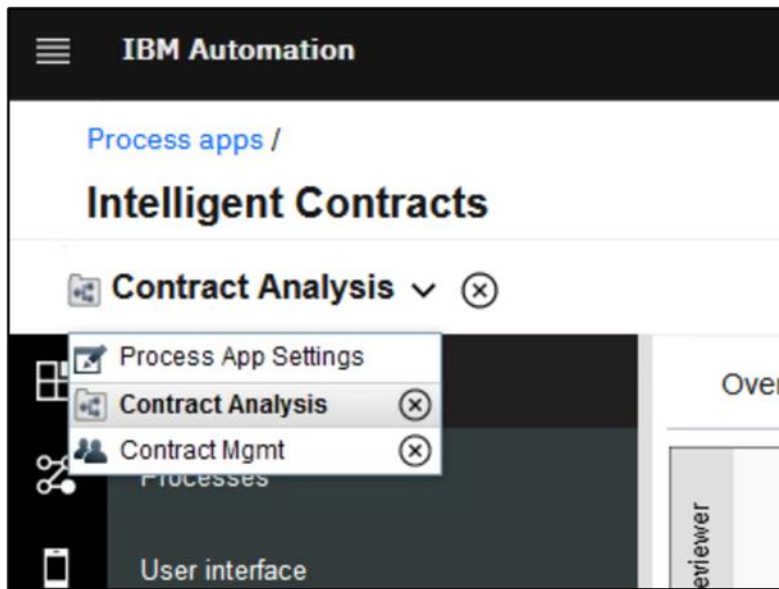 IBM Automation
Process apps /
Intelligent Contracts
Contract Analysis
Process App Settings
Contract Analysis
Contract Mgmt
Processes
User interface
Over
eviewer